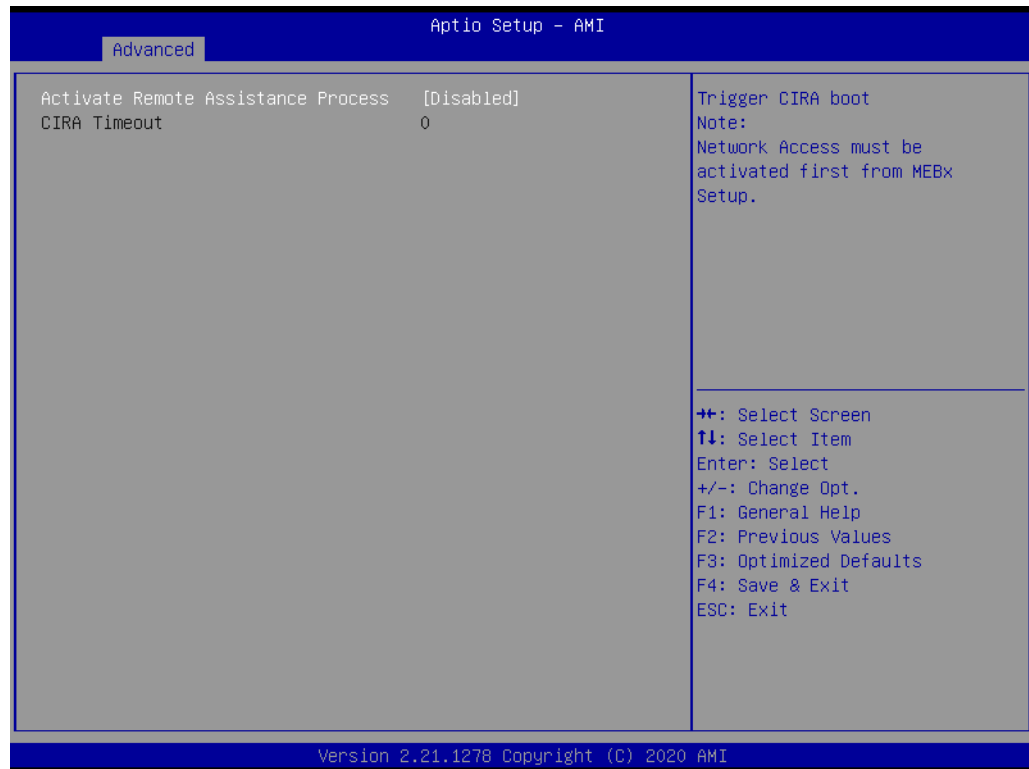 Aptio Setup – AMI
Advanced
Activate Remote Assistance Process [Disabled]
CIRA Timeout 0
Trigger CIRA boot
Note:
Network Access must be
activated first from MEBx
Setup.
→←: Select Screen
↑↓: Select Item
Enter: Select
+/-: Change Opt.
F1: General Help
F2: Previous Values
F3: Optimized Defaults
F4: Save & Exit
ESC: Exit
Version 2.21.1278 Copyright (C) 2020 AMI